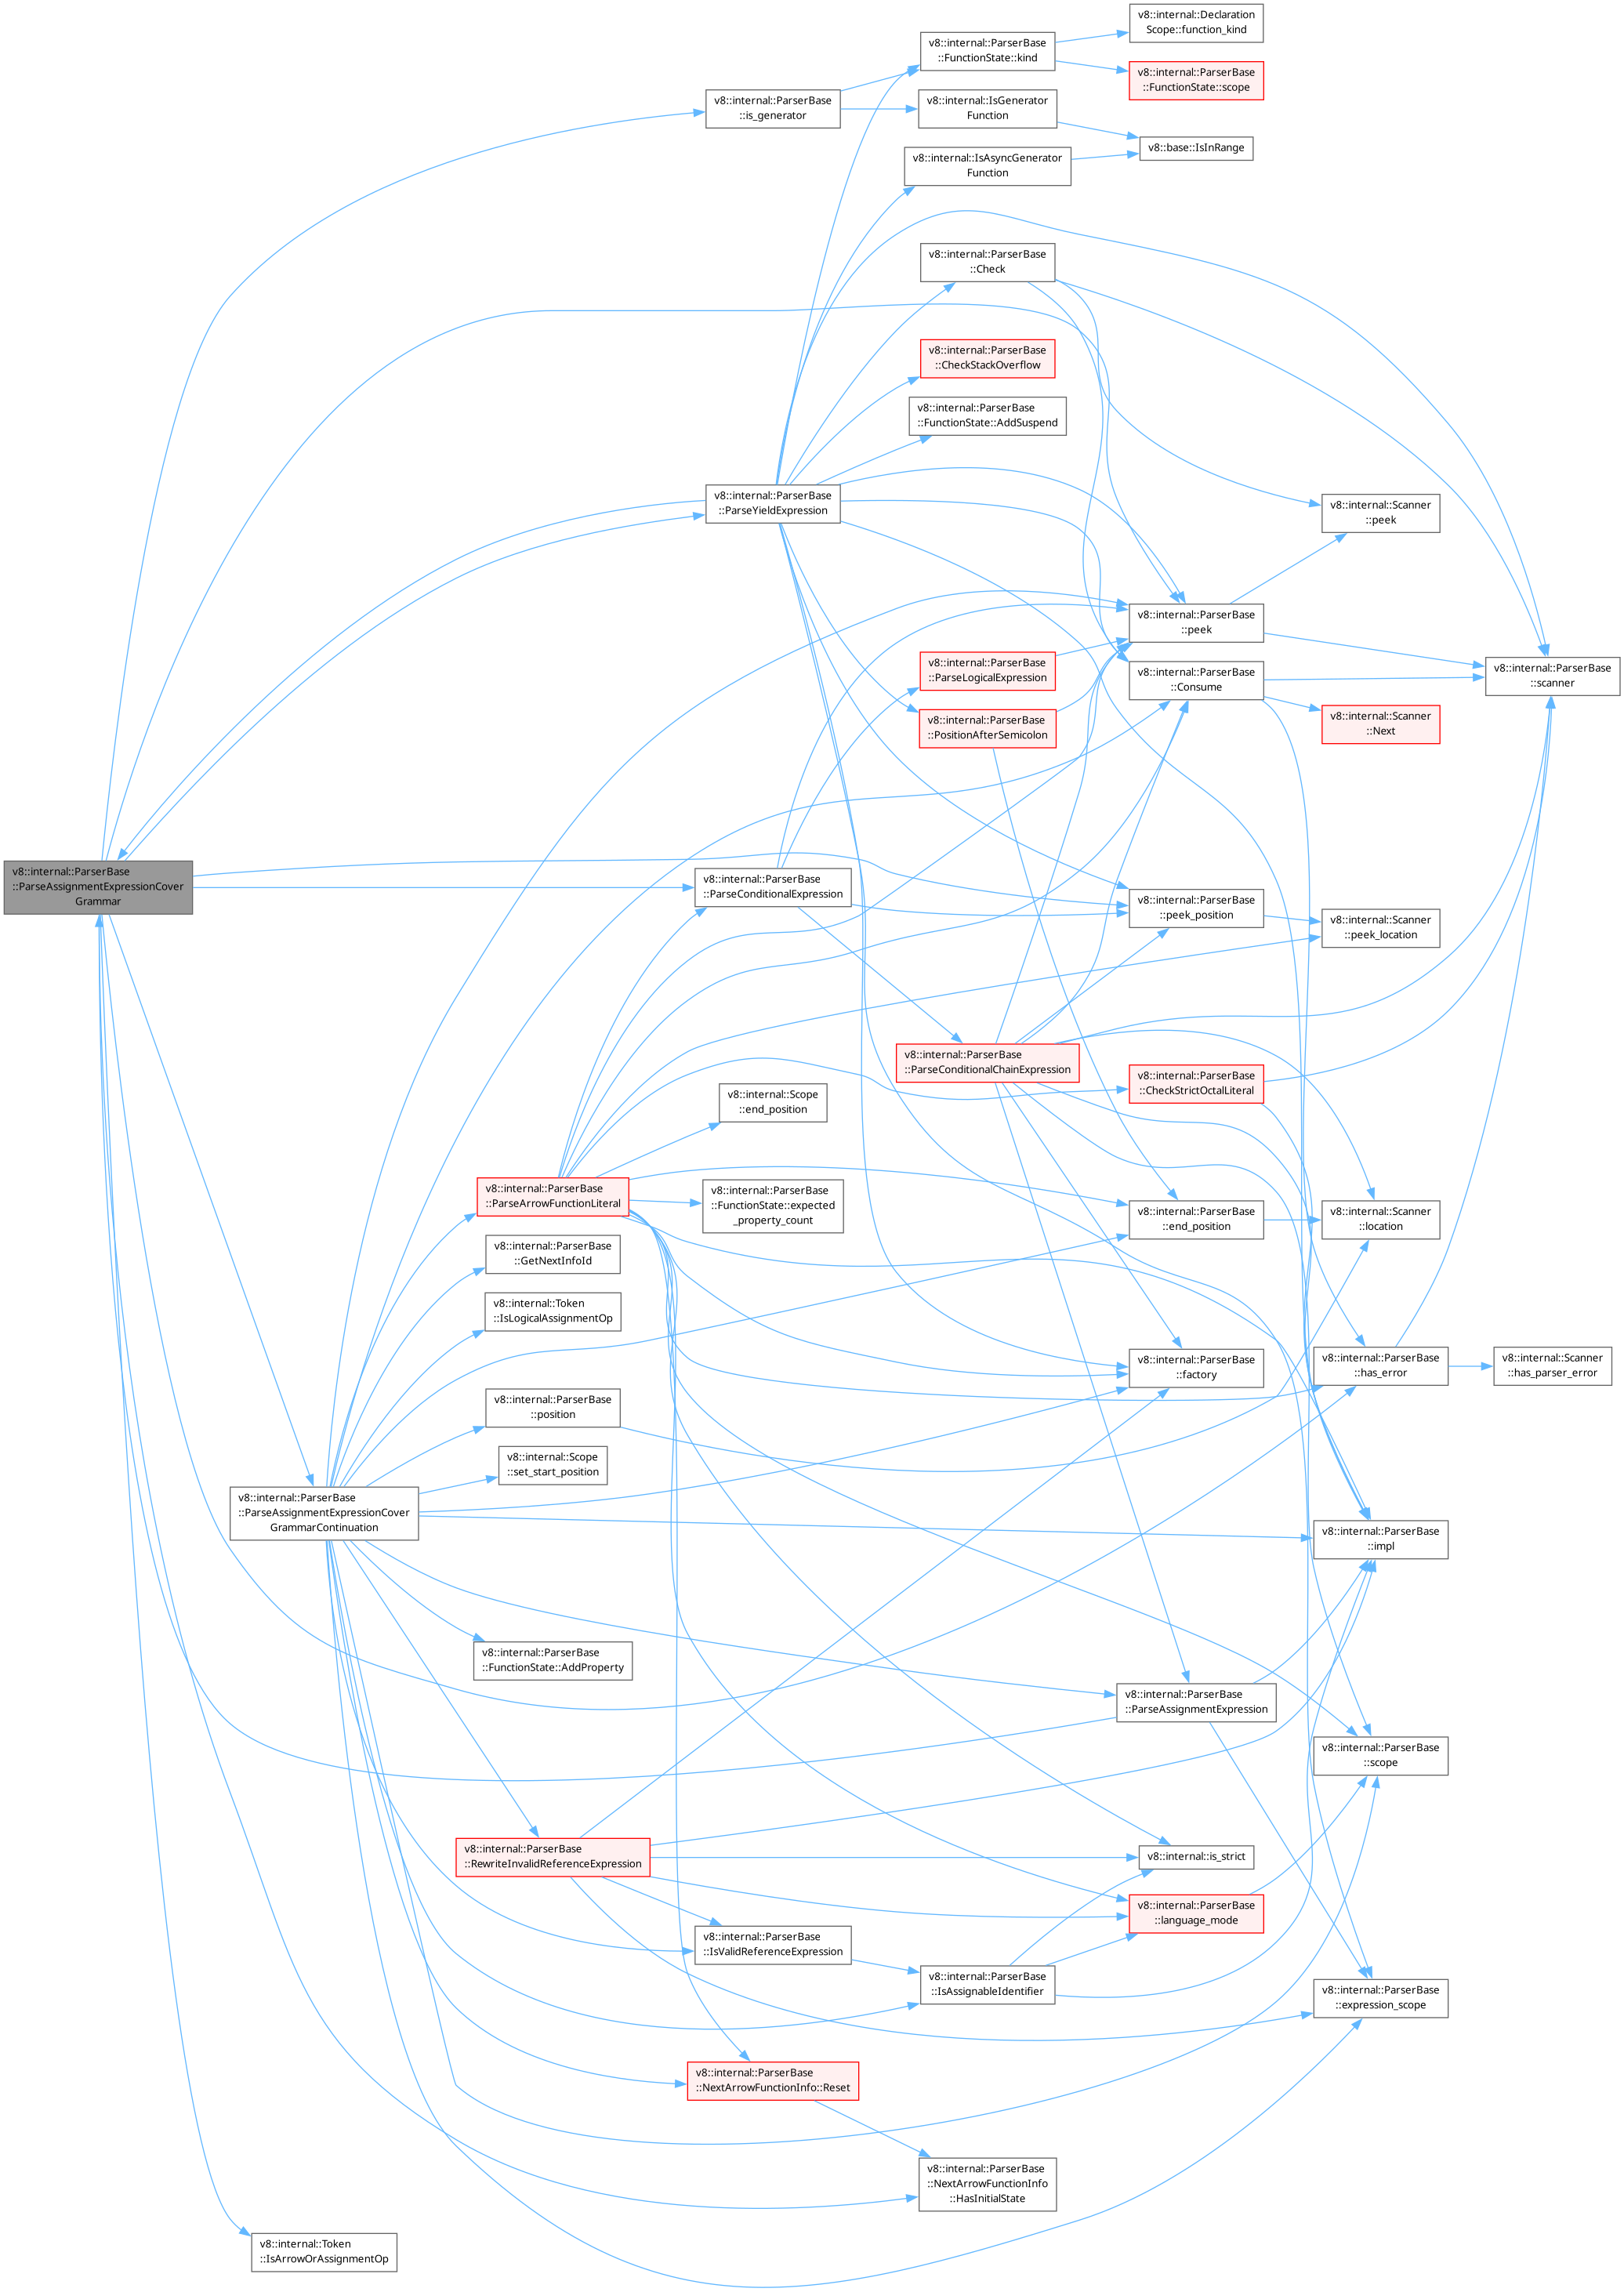 v8::internal::Declaration
Scope::function_kind
v8::internal::ParserBase
::FunctionState::kind
v8::internal::ParserBase
::FunctionState::scope
v8::internal::ParserBase
::is_generator
v8::internal::IsGenerator
Function
v8::base::IsInRange
v8::internal::IsAsyncGenerator
Function
v8::internal::ParserBase
::Check
v8::internal::ParserBase
::CheckStackOverflow
v8::internal::ParserBase
::FunctionState::AddSuspend
v8::internal::ParserBase
::ParseYieldExpression
v8::internal::Scanner
::peek
v8::internal::ParserBase
::peek
v8::internal::ParserBase
::ParseLogicalExpression
v8::internal::ParserBase
::Consume
v8::internal::ParserBase
::scanner
v8::internal::ParserBase
::PositionAfterSemicolon
v8::internal::Scanner
::Next
v8::internal::ParserBase
::ParseAssignmentExpressionCover
Grammar
v8::internal::ParserBase
::ParseConditionalExpression
v8::internal::ParserBase
::peek_position
v8::internal::Scanner
::peek_location
v8::internal::ParserBase
::ParseConditionalChainExpression
v8::internal::Scope
::end_position
v8::internal::ParserBase
::CheckStrictOctalLiteral
v8::internal::ParserBase
::ParseArrowFunctionLiteral
v8::internal::ParserBase
::FunctionState::expected
_property_count
v8::internal::ParserBase
::end_position
v8::internal::Scanner
::location
v8::internal::ParserBase
::GetNextInfoId
v8::internal::Token
::IsLogicalAssignmentOp
v8::internal::ParserBase
::factory
v8::internal::ParserBase
::has_error
v8::internal::Scanner
::has_parser_error
v8::internal::ParserBase
::position
v8::internal::Scope
::set_start_position
v8::internal::ParserBase
::ParseAssignmentExpressionCover
GrammarContinuation
v8::internal::ParserBase
::impl
v8::internal::ParserBase
::FunctionState::AddProperty
v8::internal::ParserBase
::ParseAssignmentExpression
v8::internal::ParserBase
::scope
v8::internal::ParserBase
::RewriteInvalidReferenceExpression
v8::internal::is_strict
v8::internal::ParserBase
::language_mode
v8::internal::ParserBase
::IsValidReferenceExpression
v8::internal::ParserBase
::IsAssignableIdentifier
v8::internal::ParserBase
::expression_scope
v8::internal::ParserBase
::NextArrowFunctionInfo::Reset
v8::internal::ParserBase
::NextArrowFunctionInfo
::HasInitialState
v8::internal::Token
::IsArrowOrAssignmentOp